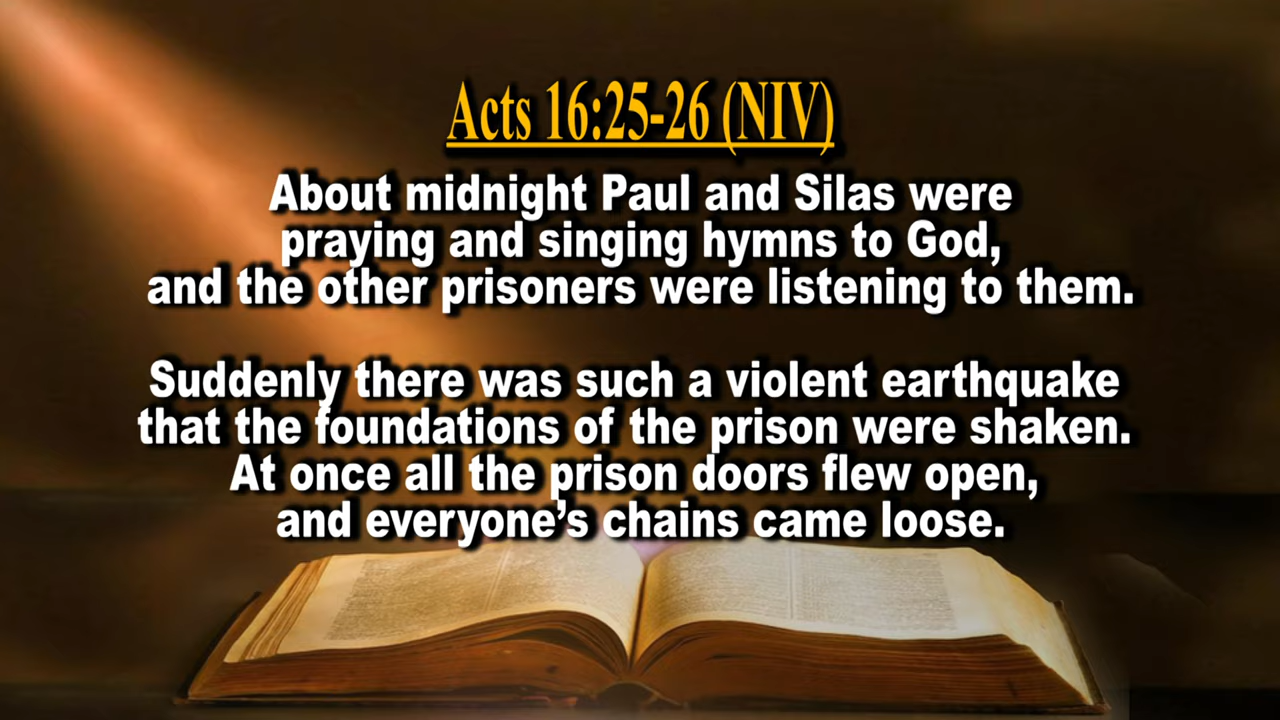 Acts 16:25-26 (NIV)
About midnight Paul and Silas were
praying and singing hymns to God,
and the other prisoners were listening to them.
Suddenly there was such a violent earthquake
that the foundations of the prison were shaken.
At once all the prison doors flew open,
and everyone’s chains came loose.